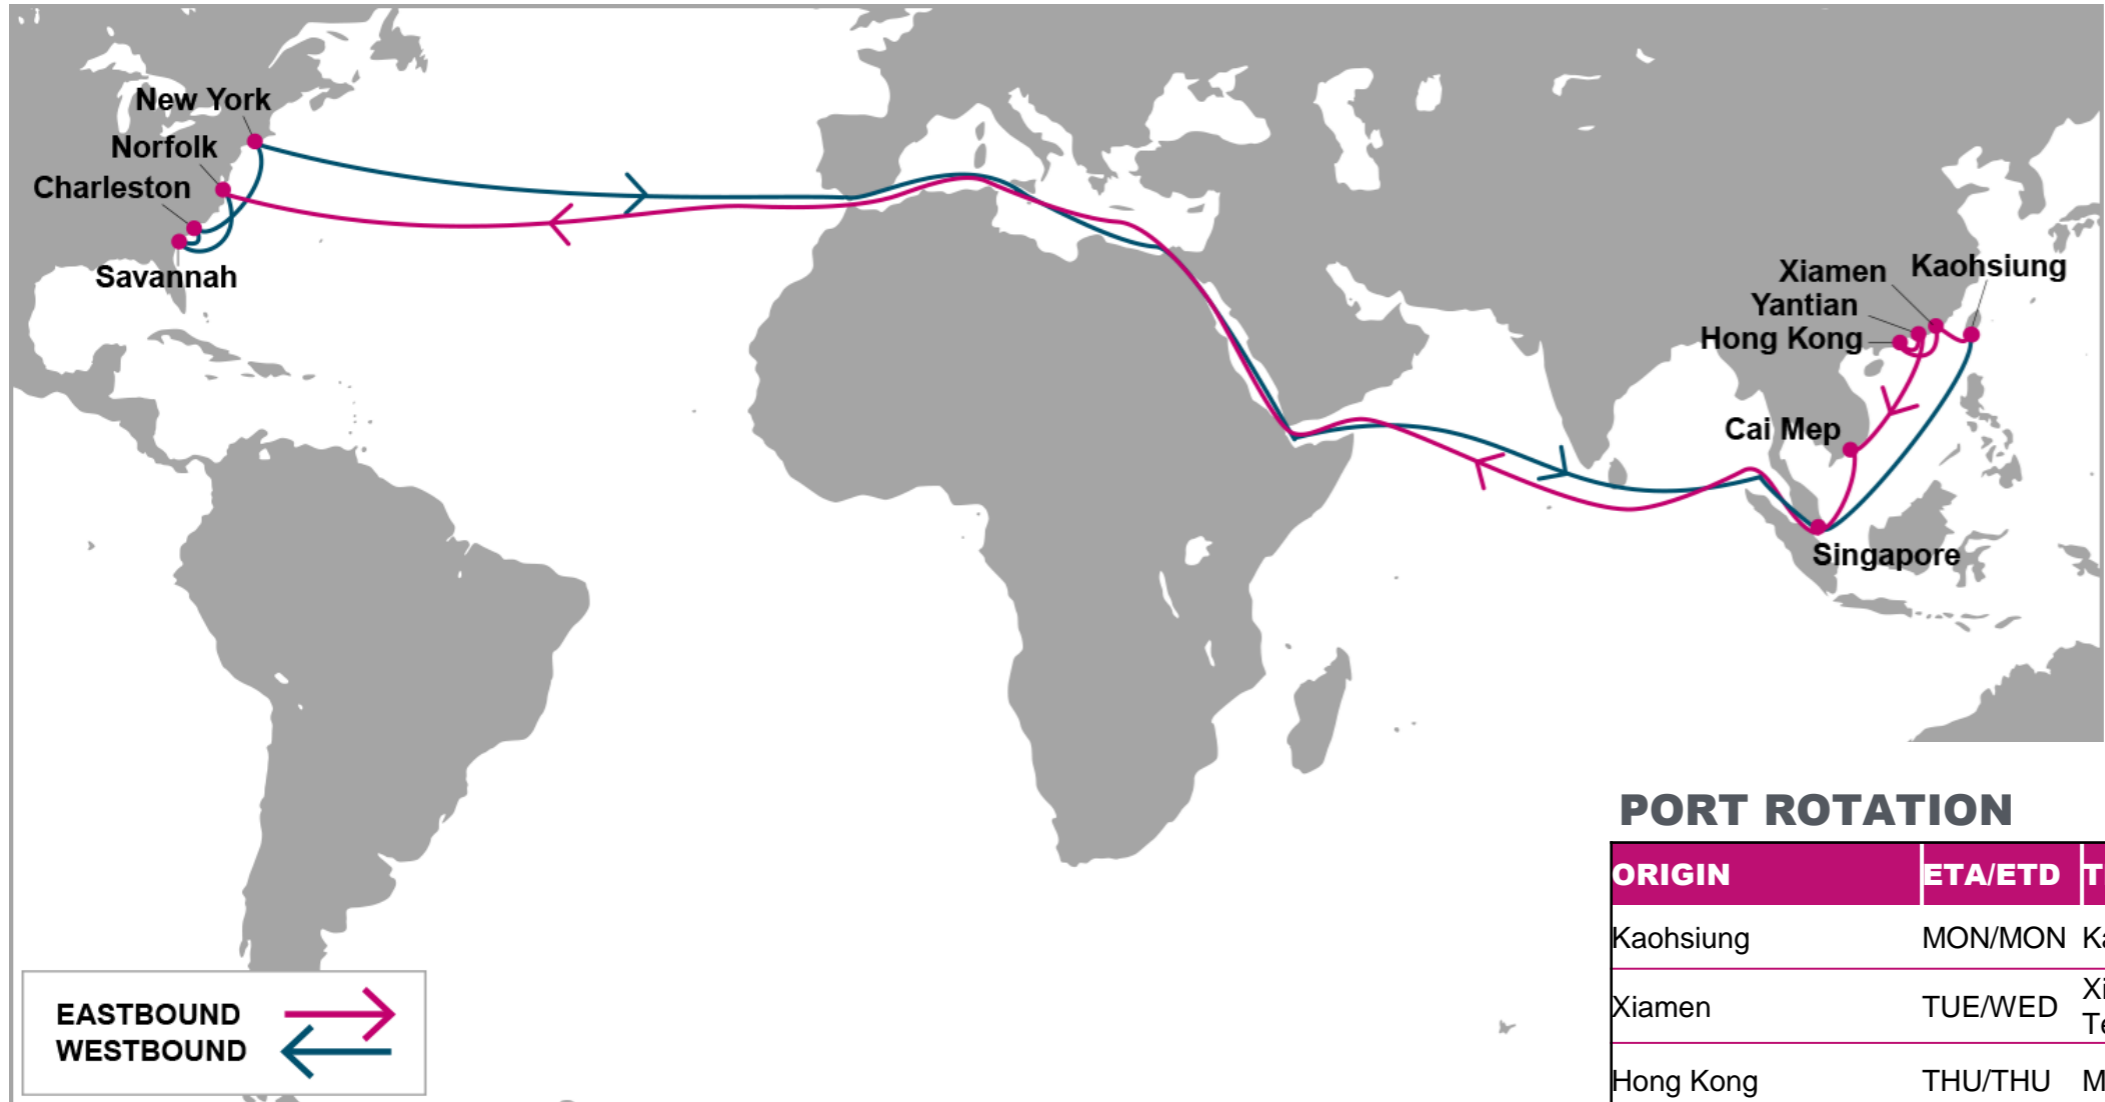 New York
Norfolk
Charleston
Savannah
Xiamen
Kaohsiung
Yantian
Hong Kong
Cai Mep
Singapore
EASTBOUND
WESTBOUND
PORT ROTATION
ORIGIN ETA/ETD
Kaohsiung MON/MON
Xiamen TUE/WED
Hong Kong THU/THU